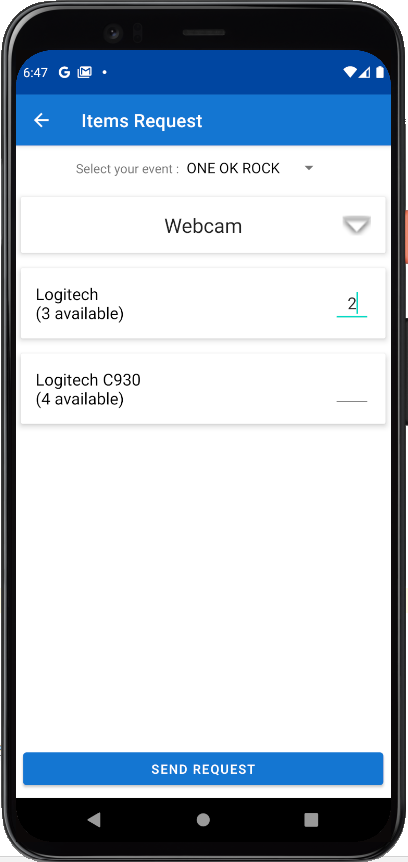 6:47
Items Request
Select your event : ONE OK ROCK
Webcam
Logitech
(3 available)
2
Logitech C930
(4 available)
SEND REQUEST